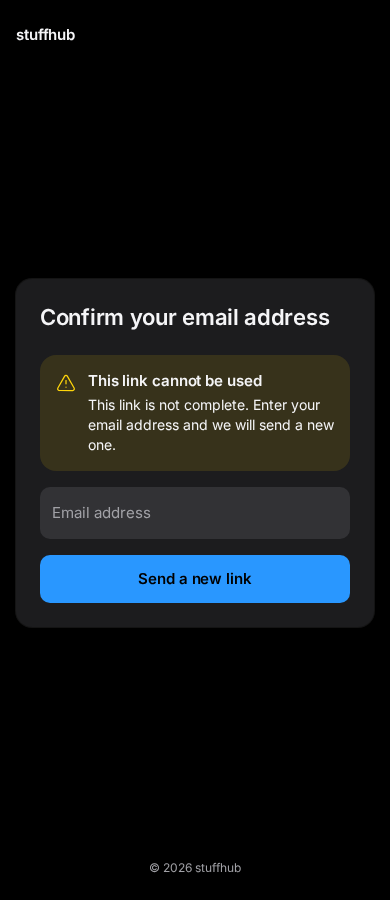 stuffhub
Confirm your email address
This link cannot be used
This link is not complete. Enter your
email address and we will send a new
one.
Email address
Send a new link
© 2026 stuffhub